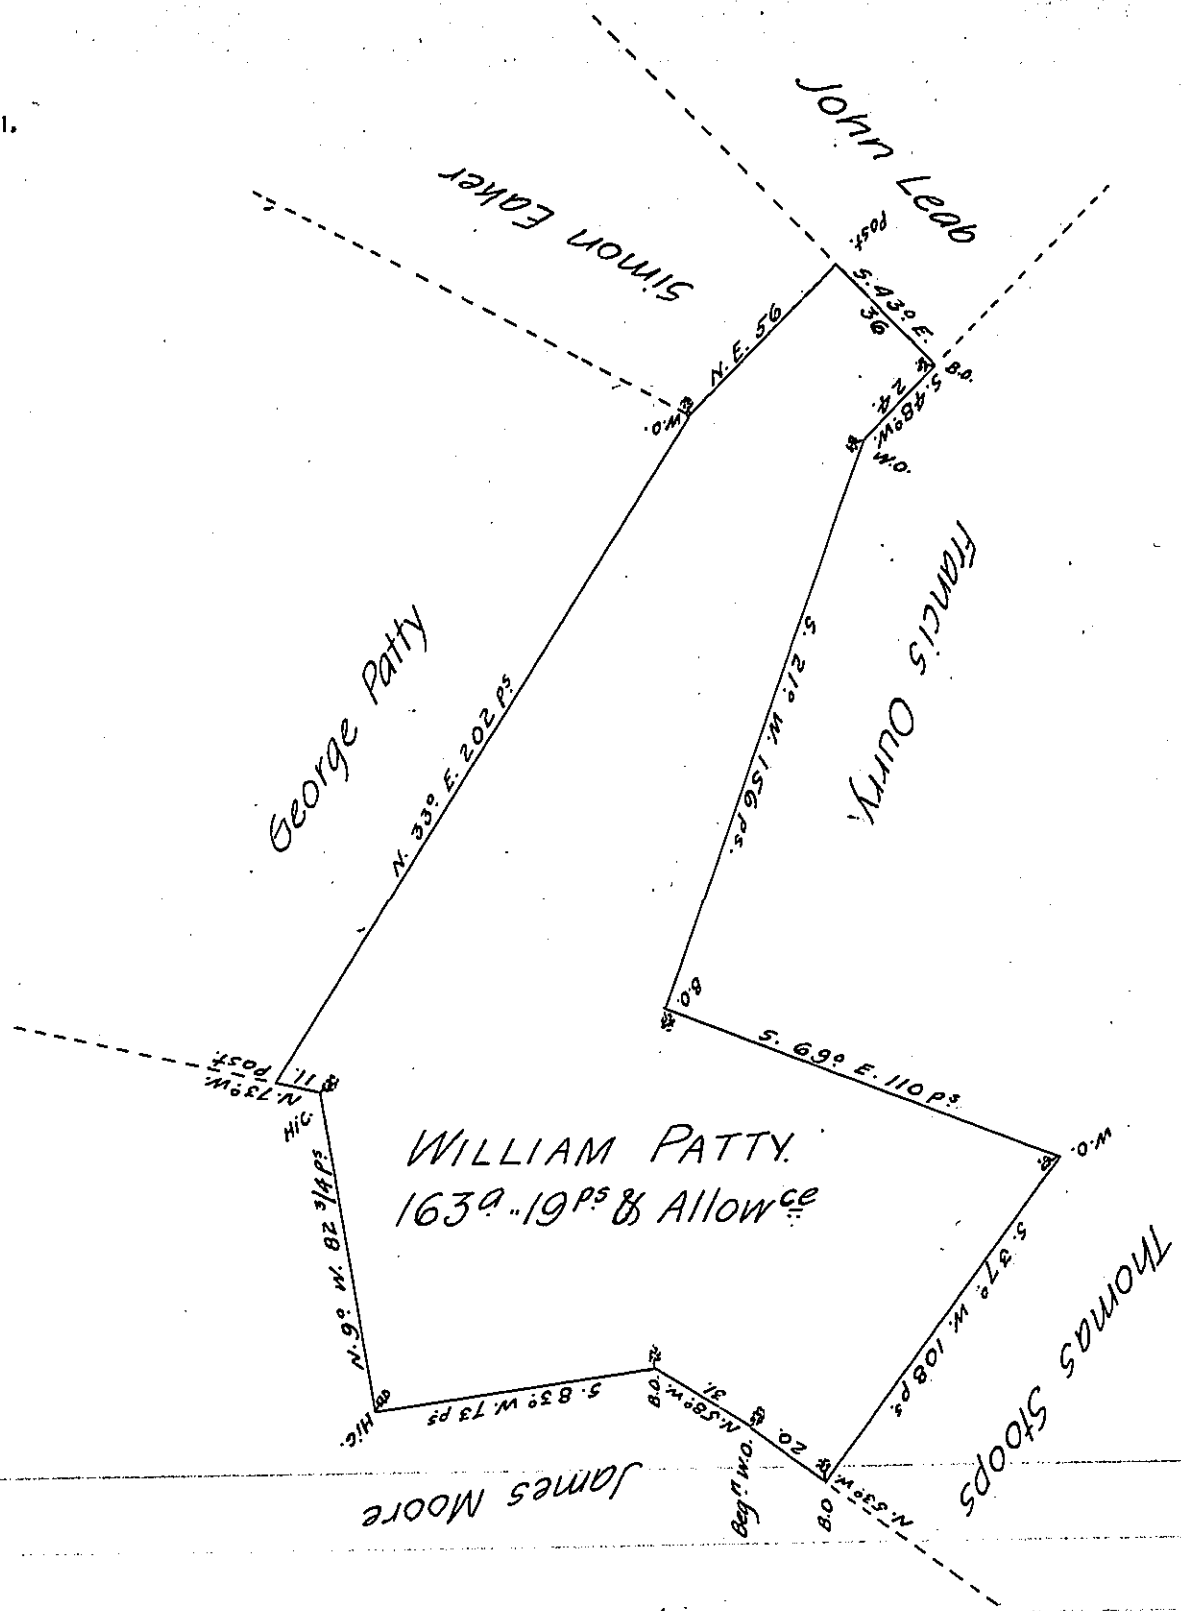 1.
John Leab
Simon Eaker
Post.
S. 43° E.
36
N. E. 56
B.O.
S. 48° W.
24.
W.O.
W.O.
Francis Ourry.
George Patty
N. 33° E. 202 Ps
S. 21° W. 156 Ps.
B.O.
S. 69° E. 110 Ps.
W.O.
Post.
N. 73° W.
11.
Hic.
WILLIAM PATTY.
163a..19Ps & Allowce
N. 9° W. 82 3/4 Ps.
S. 37° W. 108 Ps.
Thomas Stoops
Hic.
S. 83° W. 73 Ps
B.O.
N. 58° W.
31.
Begn W.O.
20.
B.O
N. 53° W.
James Moore